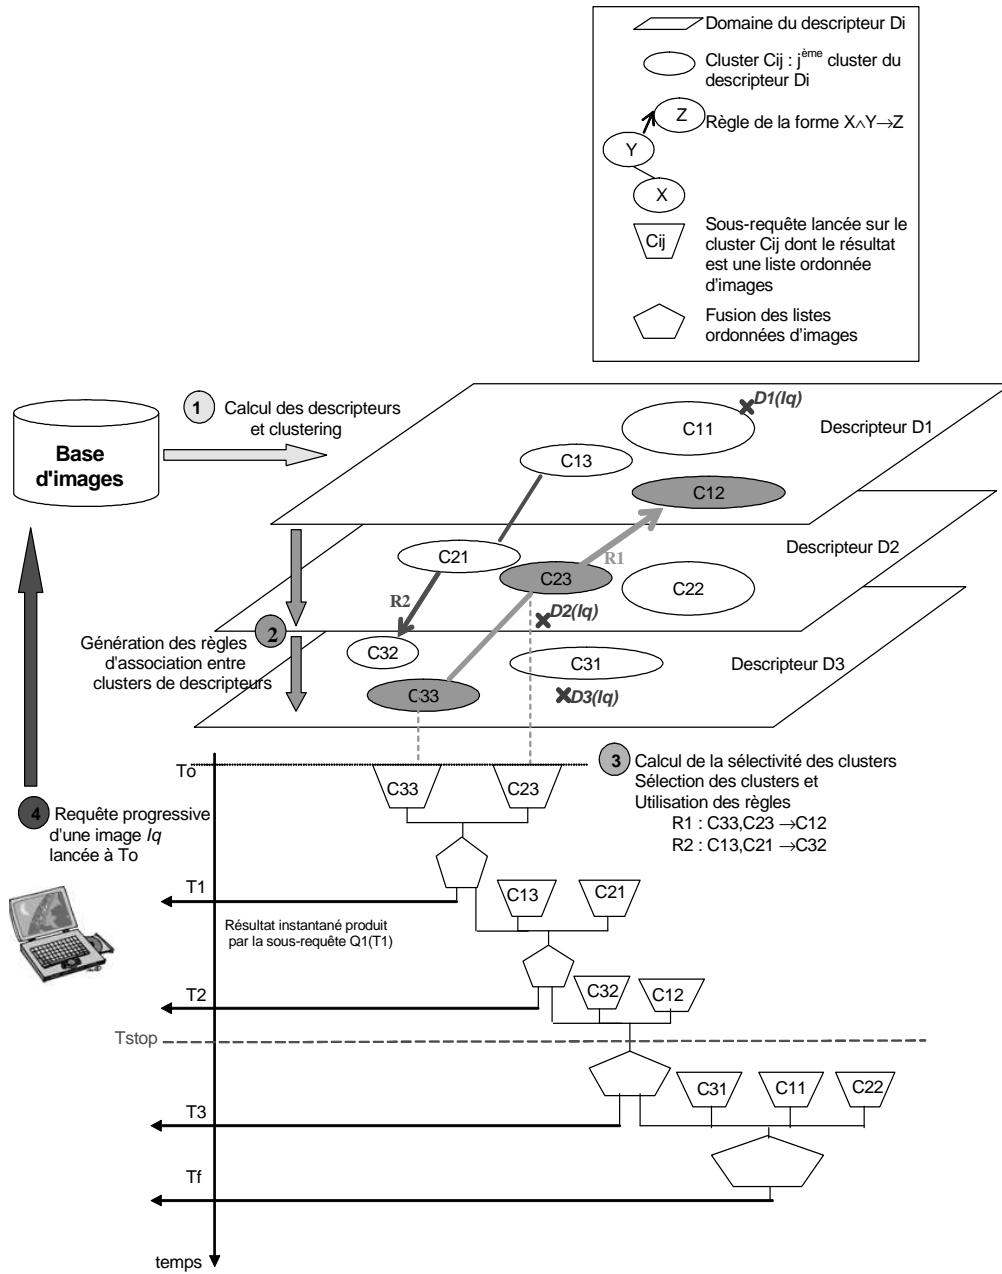 Domaine du descripteur Di
Cluster Cij : jème cluster du
descripteur Di
Z
Règle de la forme X∧Y→Z
Y
X
Cij
Sous-requête lancée sur le
cluster Cij dont le résultat
est une liste ordonnée
d'images
Fusion des listes
ordonnées d'images
1
Calcul des descripteurs
et clustering
Base
d'images
D1(Iq)
C11
Descripteur D1
C13
C12
Descripteur D2
C21
R1
C23
C22
R2
D2(Iq)
2
Génération des règles
d'association entre
clusters de descripteurs
C32
C31
Descripteur D3
C33
D3(Iq)
To
3
Calcul de la sélectivité des clusters
Sélection des clusters et
Utilisation des règles
R1 : C33,C23 →C12
R2 : C13,C21 →C32
C33
C23
4
Requête progressive
d'une image Iq
lancée à To
T1
C13
C21
Résultat instantané produit
par la sous-requête Q1(T1)
T2
C32
C12
Tstop
C31
C11
C22
T3
Tf
temps